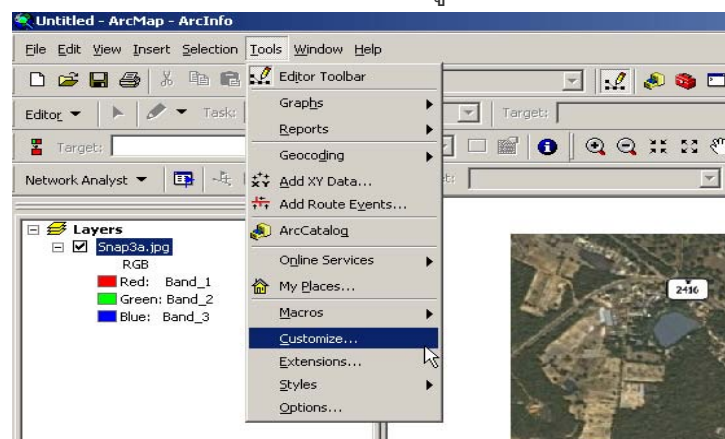 Untitled - ArcMap - ArcInfo
File Edit View Insert Selection Tools Window Help
Editor Toolbar
Editor Task: Graphs Target:
Reports
Target: Geocoding
Network Analyst Add XY Data...
Add Route Events...
Layers ArcCatalog
Snap3a.jpg
RGB Online Services
Red: Band_1 My Places...
Green: Band_2
Blue: Band_3 Macros
Customize...
Extensions...
Styles
Options...
2416